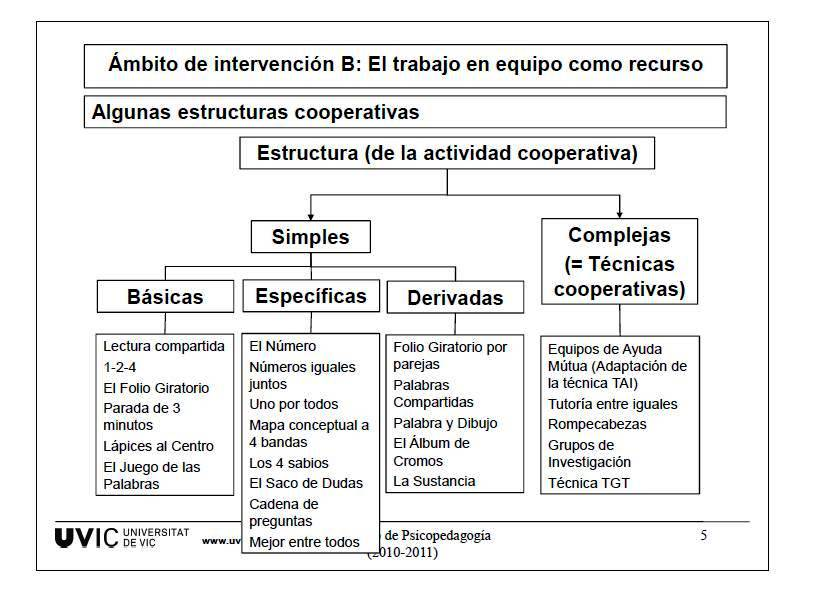 Ámbito de intervención B: El trabajo en equipo como recurso
Algunas estructuras cooperativas
Estructura (de la actividad cooperativa)
Simples
Complejas
(= Técnicas
cooperativas)
Básicas
Específicas
Derivadas
Lectura compartida
1-2-4
El Folio Giratorio
Parada de 3
minutos
Lápices al Centro
El Juego de las
Palabras
El Número
Números iguales
juntos
Uno por todos
Mapa conceptual a
4 bandas
Los 4 sabios
El Saco de Dudas
Cadena de
preguntas
Mejor entre todos
Folio Giratorio por
parejas
Palabras
Compartidas
Palabra y Dibujo
El Álbum de
Cromos
La Sustancia
Equipos de Ayuda
Mútua (Adaptación de
la técnica TAI)
Tutoría entre iguales
Rompecabezas
Grupos de
Investigación
Técnica TGT
UVIC UNIVERSITAT
DE VIC
www.uv
de Psicopedagogía
(2010-2011)
5